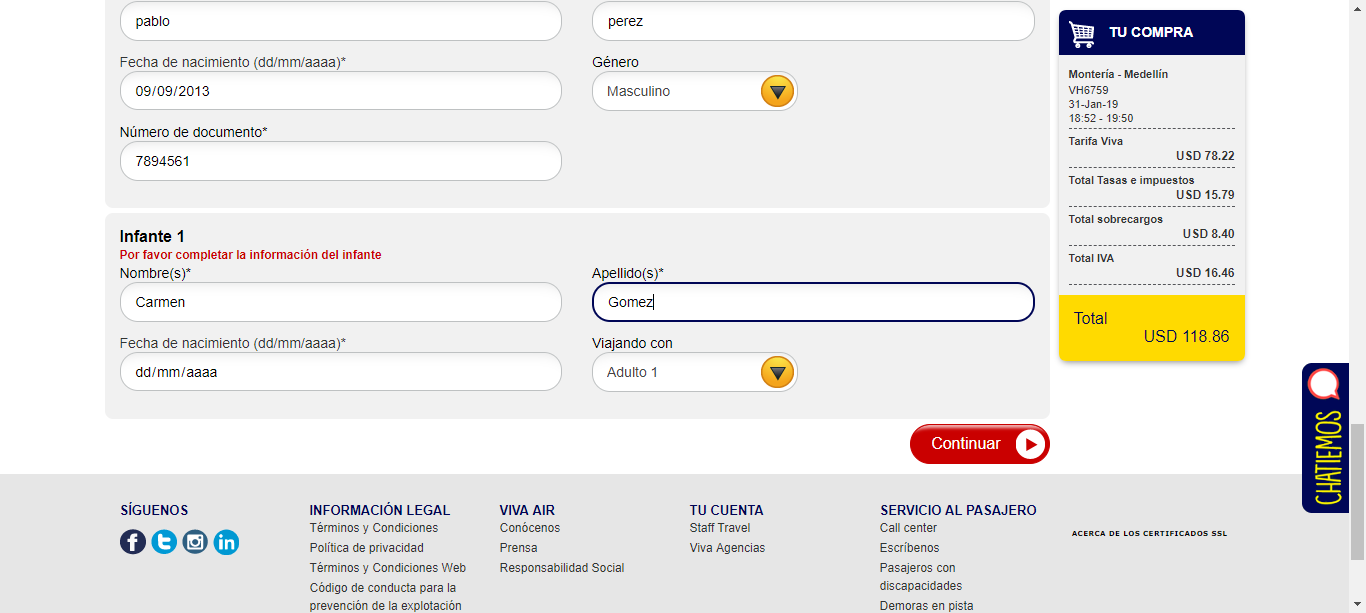 pablo
perez
Fecha de nacimiento (dd/mm/aaaa)*
Género
09/09/2013
Masculino
Número de documento*
7894561
Infante 1
Por favor completar la información del infante
Nombre(s)*
Apellido(s)*
Carmen
Gomez
Fecha de nacimiento (dd/mm/aaaa)*
Viajando con
dd/mm/aaaa
Adulto 1
Continuar
TU COMPRA
Montería - Medellín
VH6759
31-Jan-19
18:52 - 19:50
Tarifa Viva
USD 78.22
Total Tasas e impuestos
USD 15.79
Total sobrecargos
USD 8.40
Total IVA
USD 16.46
Total
USD 118.86
CHATIEMOS
SÍGUENOS
INFORMACIÓN LEGAL
Términos y Condiciones
Política de privacidad
Términos y Condiciones Web
Código de conducta para la
prevención de la explotación
VIVA AIR
Conócenos
Prensa
Responsabilidad Social
TU CUENTA
Staff Travel
Viva Agencias
SERVICIO AL PASAJERO
Call center
Escríbenos
Pasajeros con
discapacidades
Demoras en pista
ACERCA DE LOS CERTIFICADOS SSL